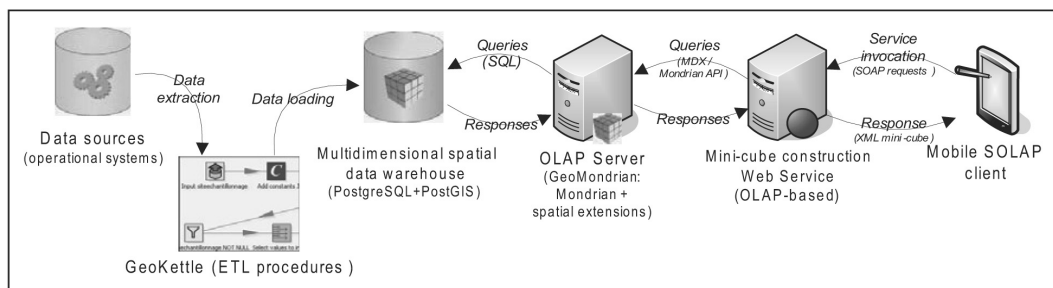 Data sources
(operational systems)
Data
extraction
Input siteechantillonnage
Add constants
echantillonnage NOT NULL
Select values to in
GeoKettle (ETL procedures )
Data loading
Multidimensional spatial
data warehouse
(PostgreSQL+PostGIS)
Queries
(SQL)
Responses
OLAP Server
(GeoMondrian:
Mondrian +
spatial extensions)
Queries
(MDX /
Mondrian API )
Responses
Mini-cube construction
Web Service
(OLAP-based)
Service
invocation
(SOAP requests )
Response
(XML mini-cube)
Mobile SOLAP
client